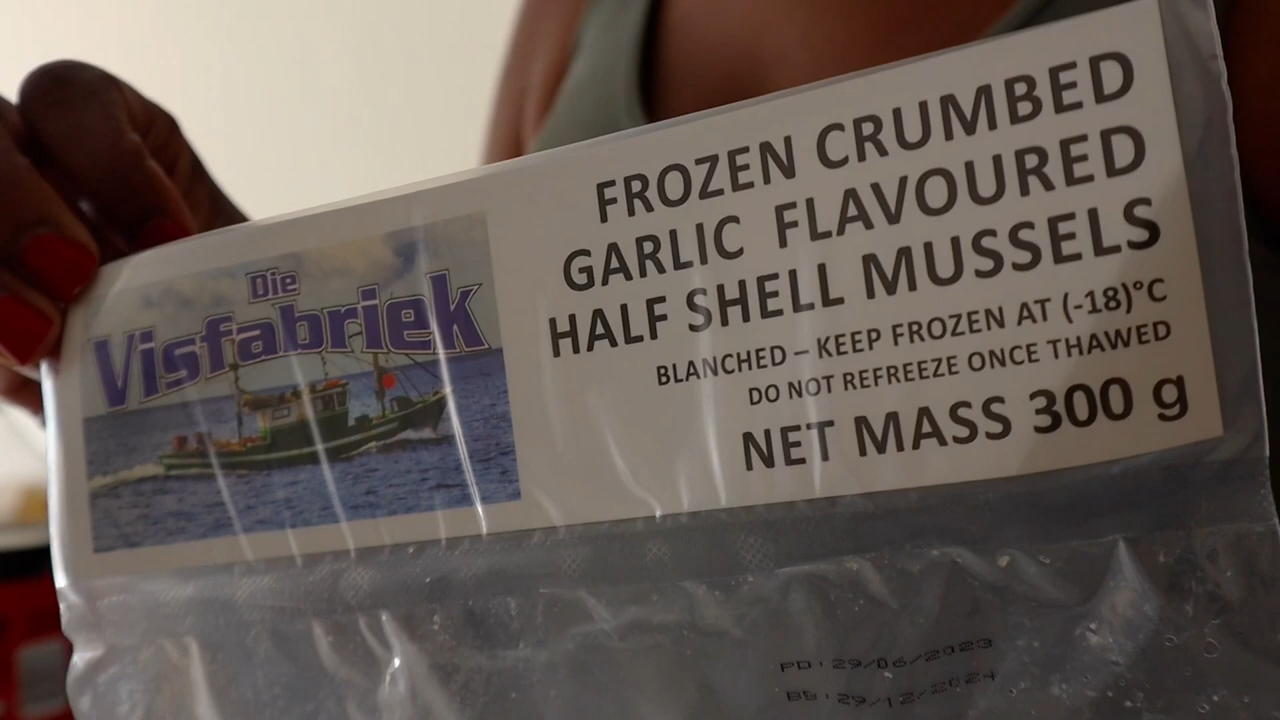 Die
Visfabriek
FROZEN CRUMBED
GARLIC FLAVOURED
HALF SHELL MUSSELS
BLANCHED – KEEP FROZEN AT (-18)°C
DO NOT REFREEZE ONCE THAWED
NET MASS 300 g
PD: 29/06/2023
BB: 29/12/2024